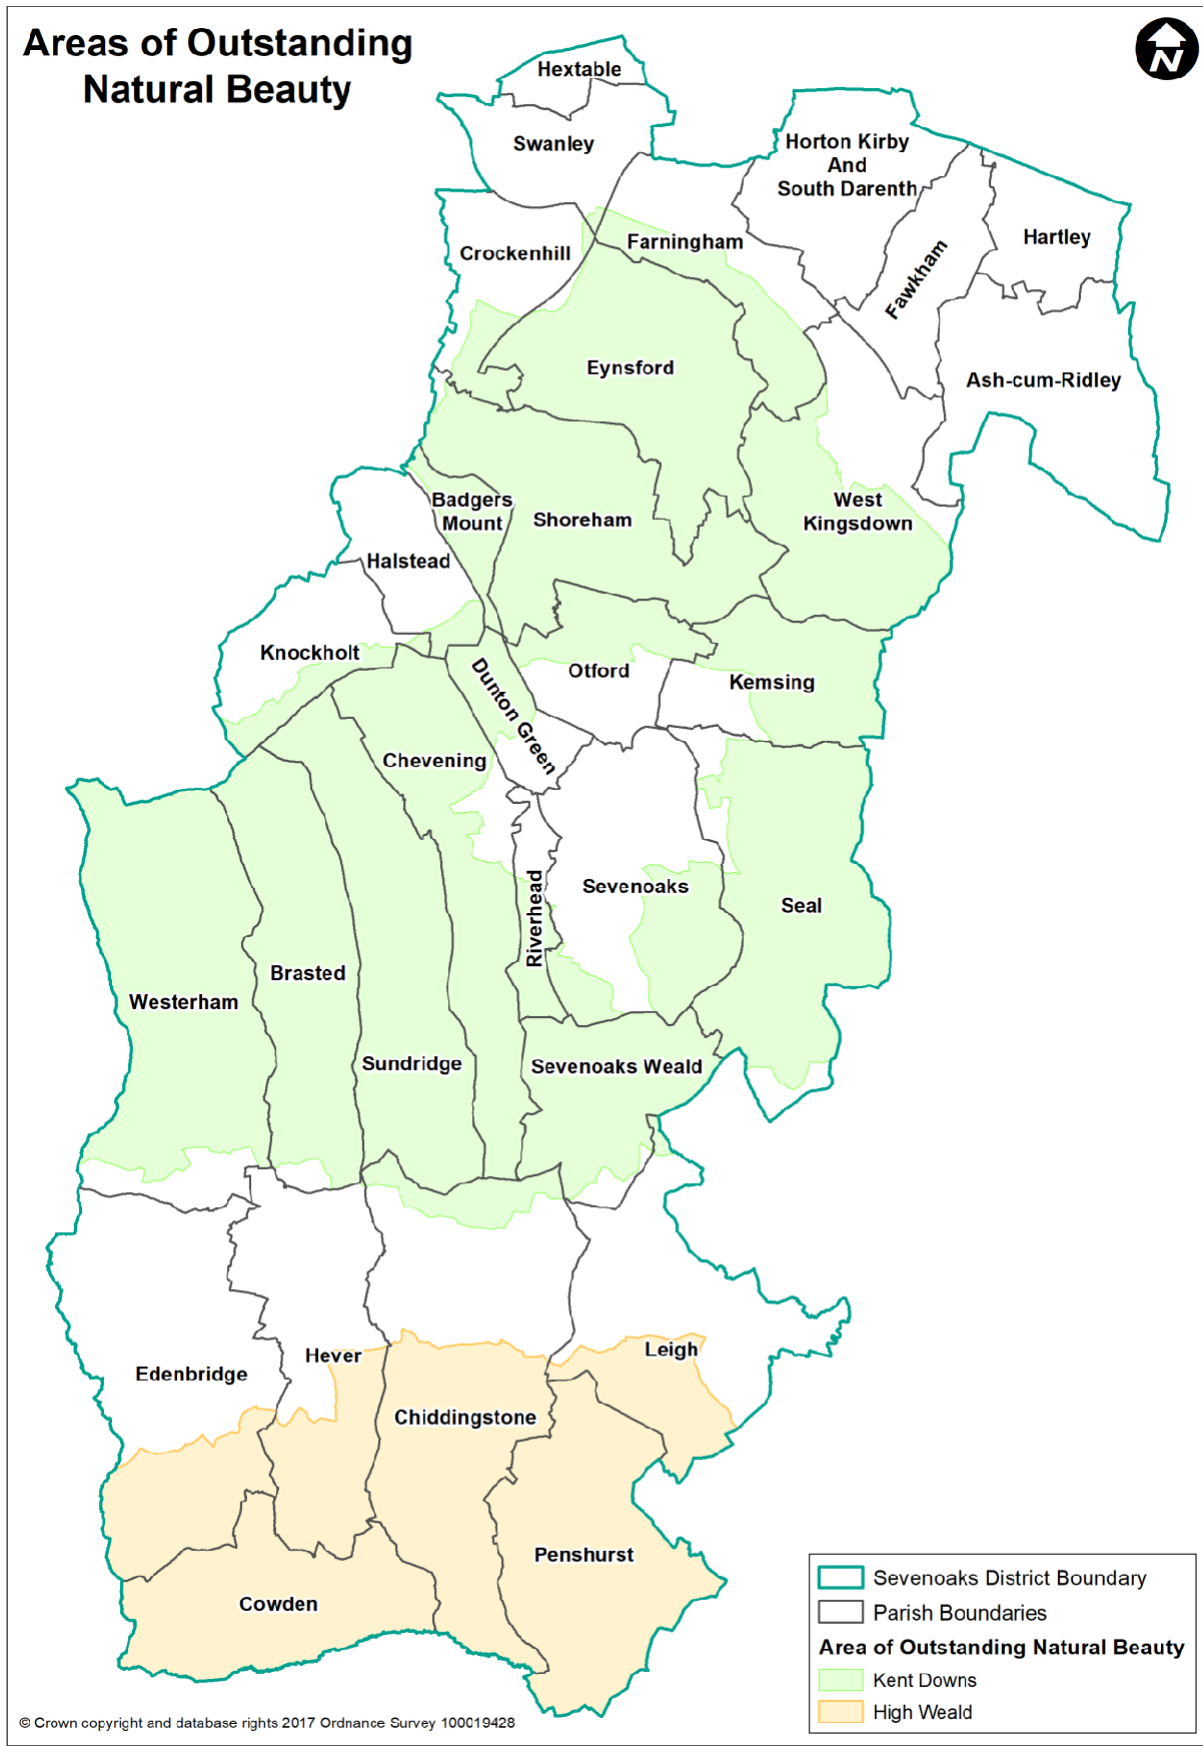 Areas of Outstanding
Natural Beauty
N
Hextable
Swanley
Horton Kirby
And
South Darenth
Crockenhill
Farningham
Fawkham
Hartley
Eynsford
Ash-cum-Ridley
Badgers
Mount
Shoreham
West
Kingsdown
Halstead
Knockholt
Otford
Kemsing
Dunton Green
Chevening
Riverhead
Sevenoaks
Seal
Brasted
Westerham
Sundridge
Sevenoaks Weald
Edenbridge
Hever
Leigh
Chiddingstone
Penshurst
Cowden
Sevenoaks District Boundary
Parish Boundaries
Area of Outstanding Natural Beauty
Kent Downs
High Weald
© Crown copyright and database rights 2017 Ordnance Survey 100019428